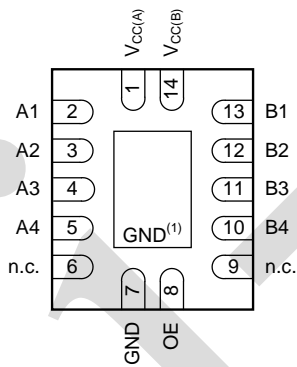 VCC(A) VCC(B)
1 14
A1 2 13 B1
A2 3 12 B2
A3 4 11 B3
A4 5 10 B4
GND(1)
n.c. 6 9 n.c.
7 8
GND OE